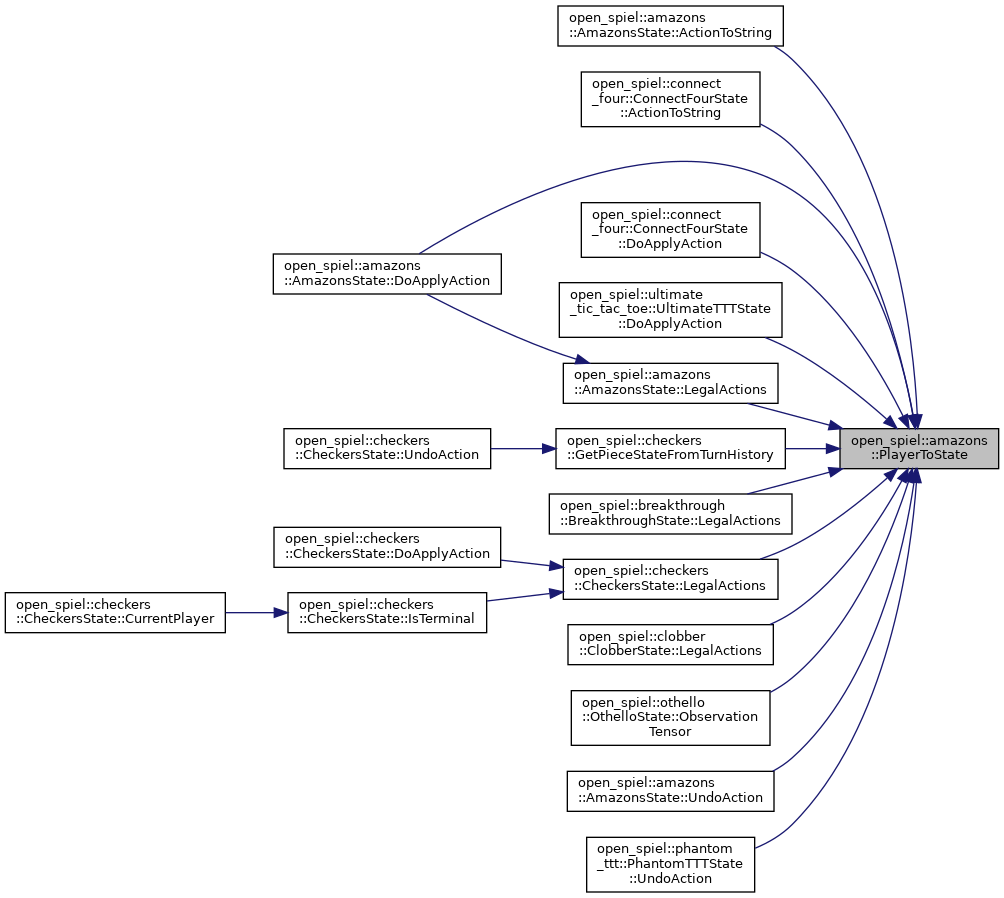 open_spiel::amazons
::AmazonsState::ActionToString
open_spiel::connect
_four::ConnectFourState
::ActionToString
open_spiel::connect
_four::ConnectFourState
::DoApplyAction
open_spiel::amazons
::AmazonsState::DoApplyAction
open_spiel::ultimate
_tic_tac_toe::UltimateTTTState
::DoApplyAction
open_spiel::amazons
::AmazonsState::LegalActions
open_spiel::checkers
::CheckersState::UndoAction
open_spiel::checkers
::GetPieceStateFromTurnHistory
open_spiel::amazons
::PlayerToState
open_spiel::breakthrough
::BreakthroughState::LegalActions
open_spiel::checkers
::CheckersState::DoApplyAction
open_spiel::checkers
::CheckersState::LegalActions
open_spiel::checkers
::CheckersState::CurrentPlayer
open_spiel::checkers
::CheckersState::IsTerminal
open_spiel::clobber
::ClobberState::LegalActions
open_spiel::othello
::OthelloState::Observation
Tensor
open_spiel::amazons
::AmazonsState::UndoAction
open_spiel::phantom
_ttt::PhantomTTTState
::UndoAction